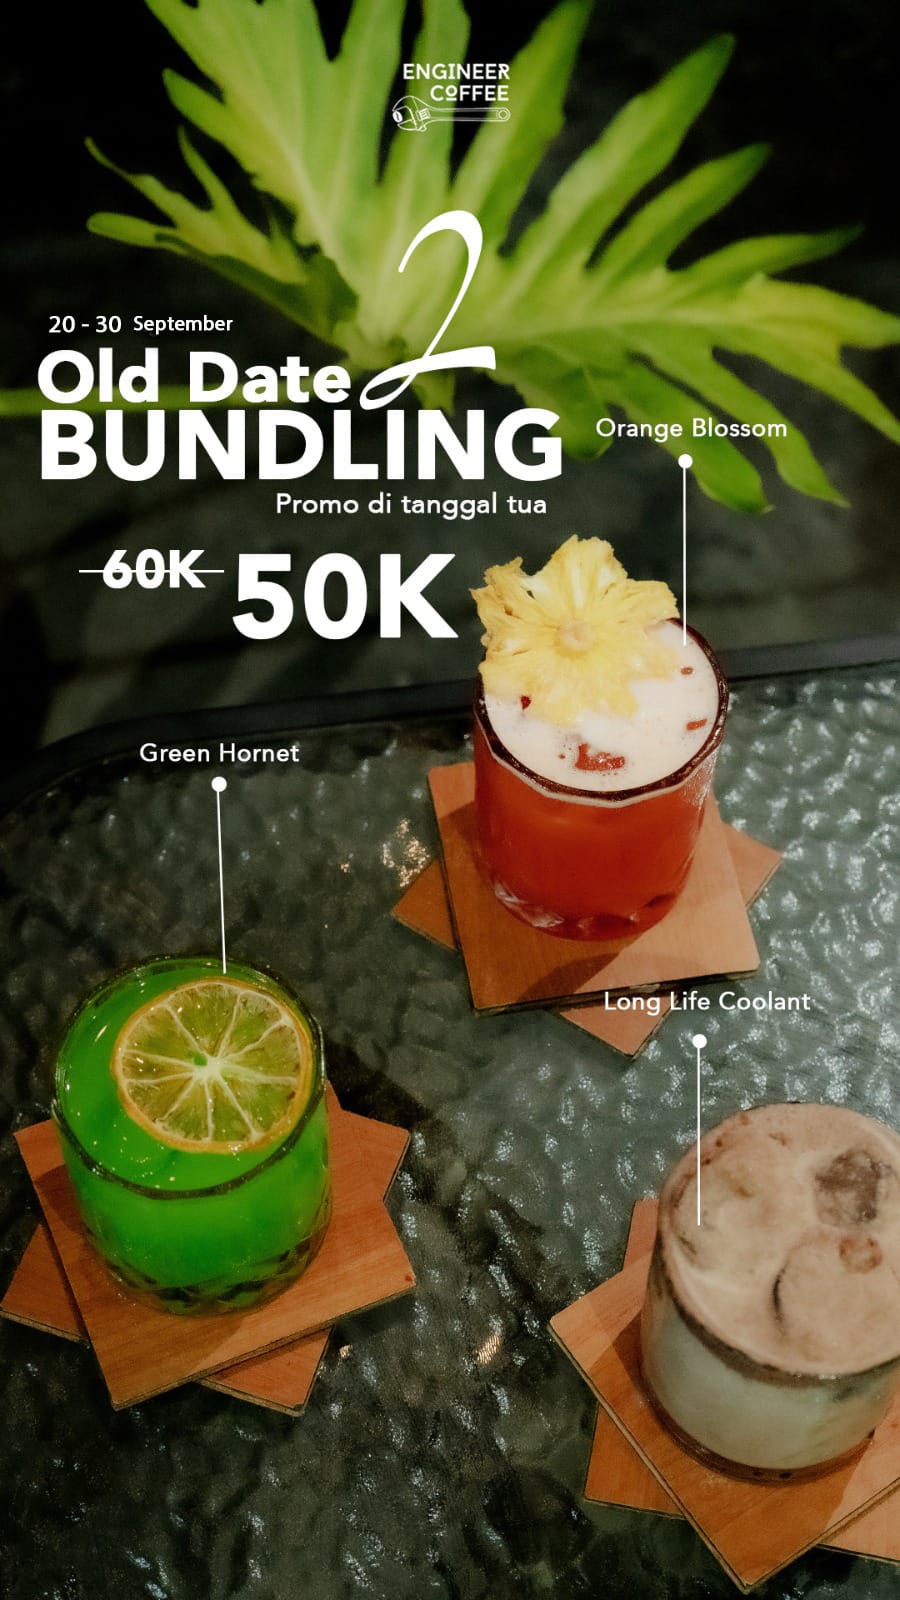 ENGINEER
COFFEE
2
20 - 30 September
Old Date
BUNDLING
Promo di tanggal tua
60K 50K
Orange Blossom
Green Hornet
Long Life Coolant